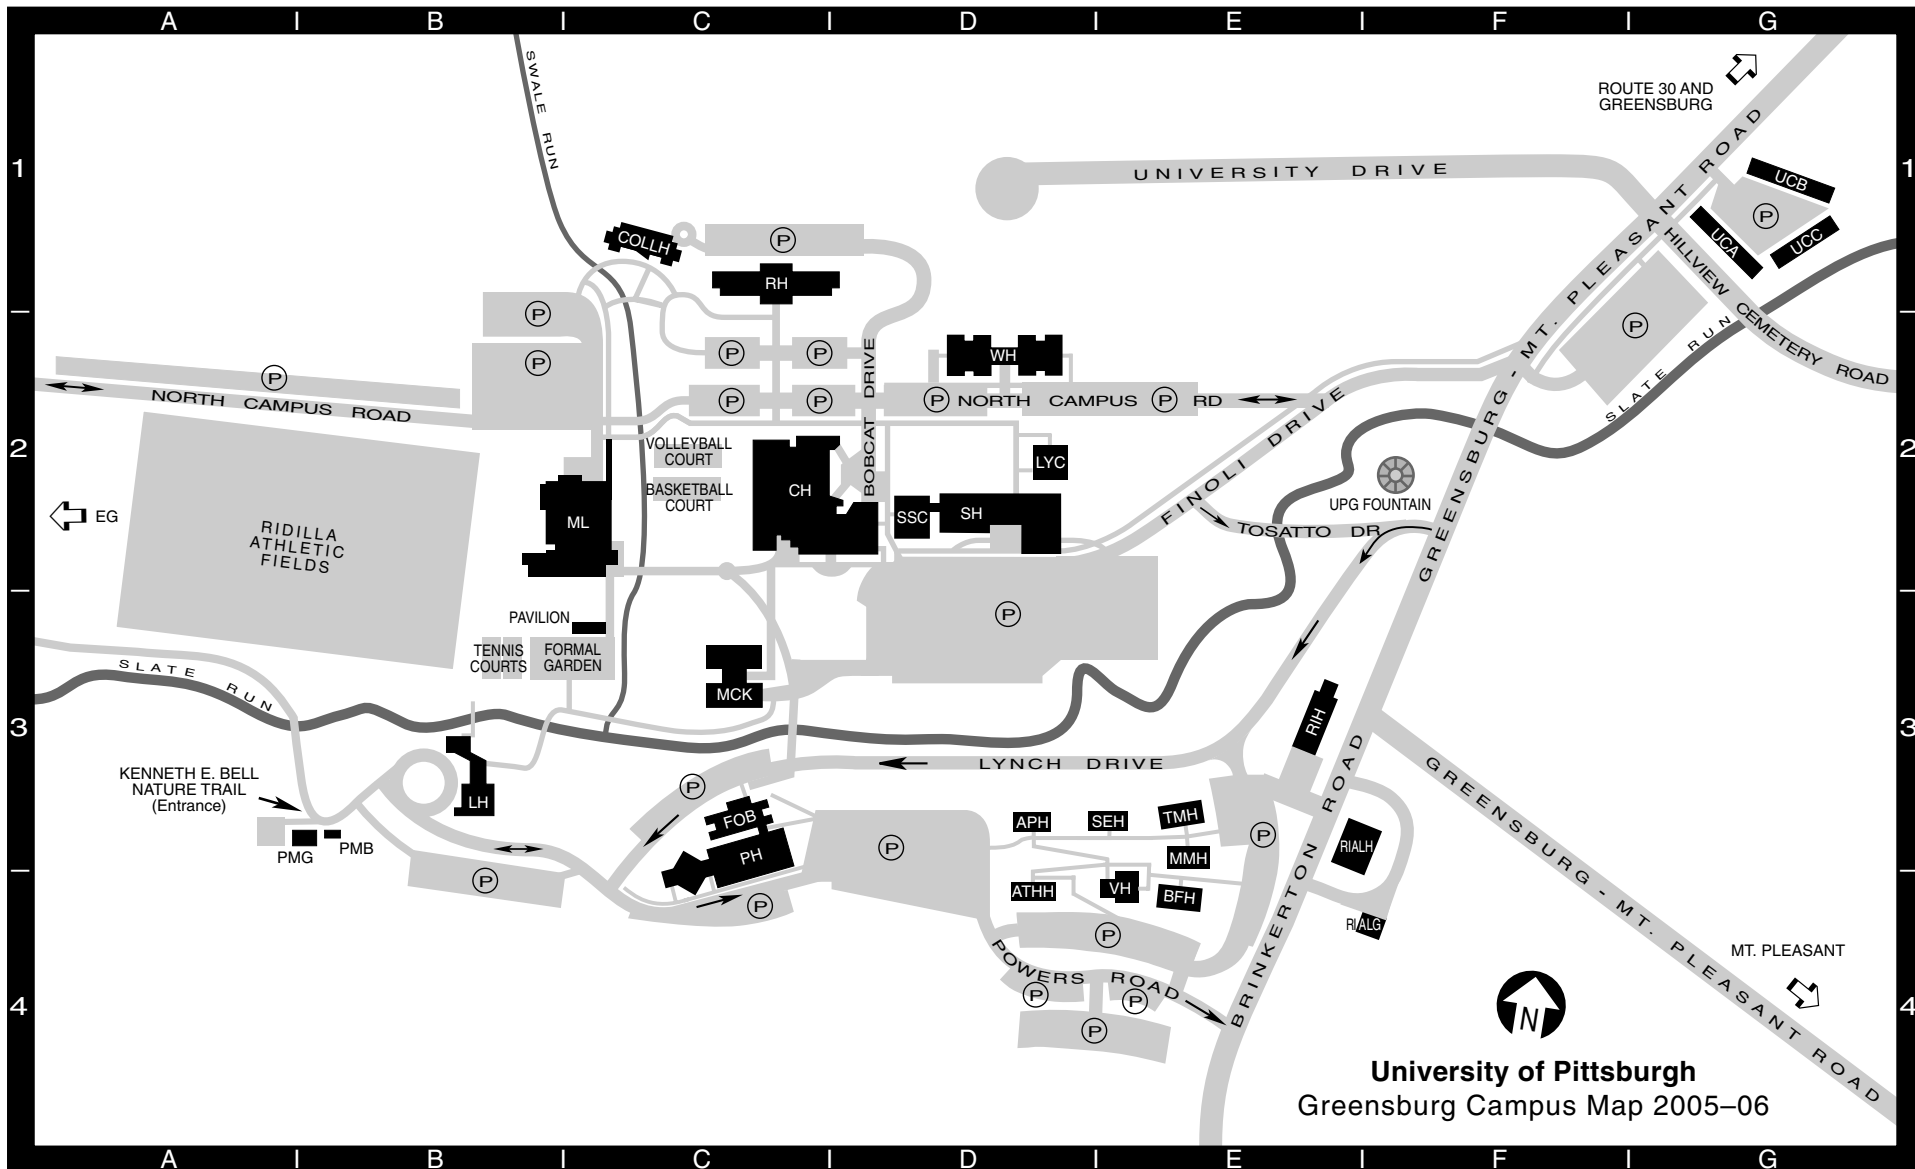 A I B I C I D I E I F I G
1
1
2
2
3
3
4
4
SWALE RUN
ROUTE 30 AND
GREENSBURG
UNIVERSITY DRIVE
GREENSBURG - MT. PLEASANT ROAD
UCB
P
UCA
UCC
HILLVIEW CEMETERY ROAD
COLLH
P
RH
P
P
SLATE RUN
P
P
P
WH
P
NORTH CAMPUS ROAD
P
P
BOBCAT DRIVE
P
NORTH CAMPUS
P
RD
FINOLI DRIVE
VOLLEYBALL
COURT
BASKETBALL
COURT
CH
LYC
UPG FOUNTAIN
EG
RIDILLA
ATHLETIC
FIELDS
ML
SSC
SH
TOSATTO DR
PAVILION
P
TENNIS
COURTS
FORMAL
GARDEN
MCK
SLATE RUN
RIH
KENNETH E. BELL
NATURE TRAIL
(Entrance)
LYNCH DRIVE
GREENSBURG - MT. PLEASANT ROAD
P
LH
FOB
APH
SEH
TMH
P
BRINKERTON ROAD
RIALH
PMG
PMB
PH
P
MMH
P
ATHH
VH
BFH
P
RIALG
P
MT. PLEASANT
POWERS ROAD
P
P
P
N
University of Pittsburgh
Greensburg Campus Map 2005–06
A I B I C I D I E I F I G